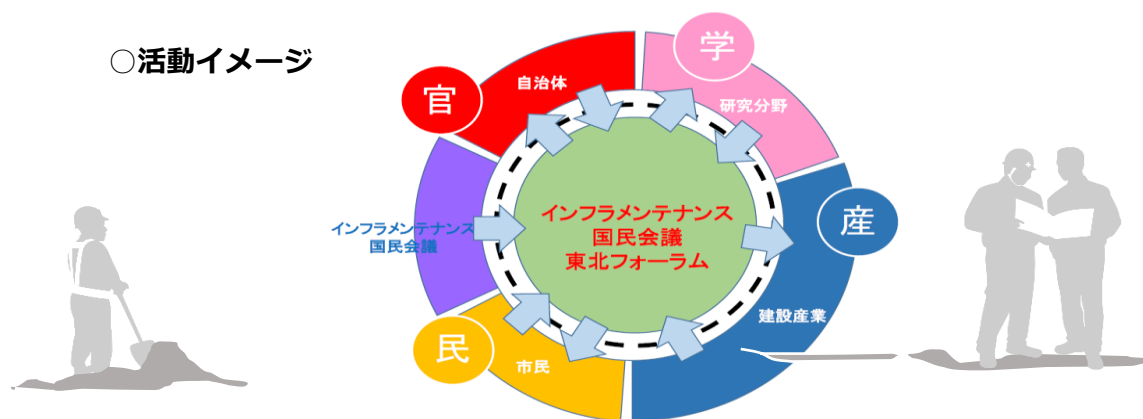 ○活動イメージ
学
官
自治体
研究分野
インフラメンテナンス
国民会議
インフラメンテナンス
国民会議
東北フォーラム
産
建設産業
民
市民